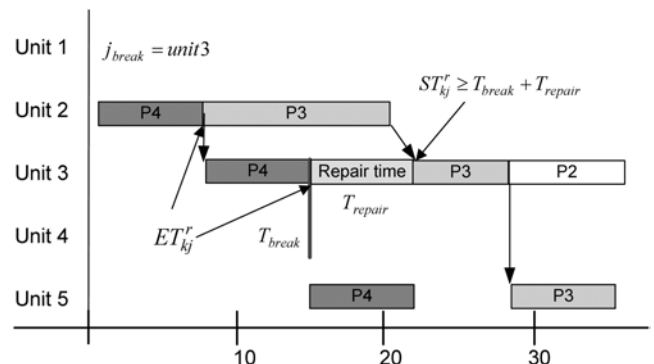 Unit 1
j_break = unit3
ST^r_kj ≥ T_break + T_repair
Unit 2
P4
P3
Unit 3
P4
Repair time
P3
P2
T_repair
ET^r_kj
T_break
Unit 4
Unit 5
P4
P3
10
20
30